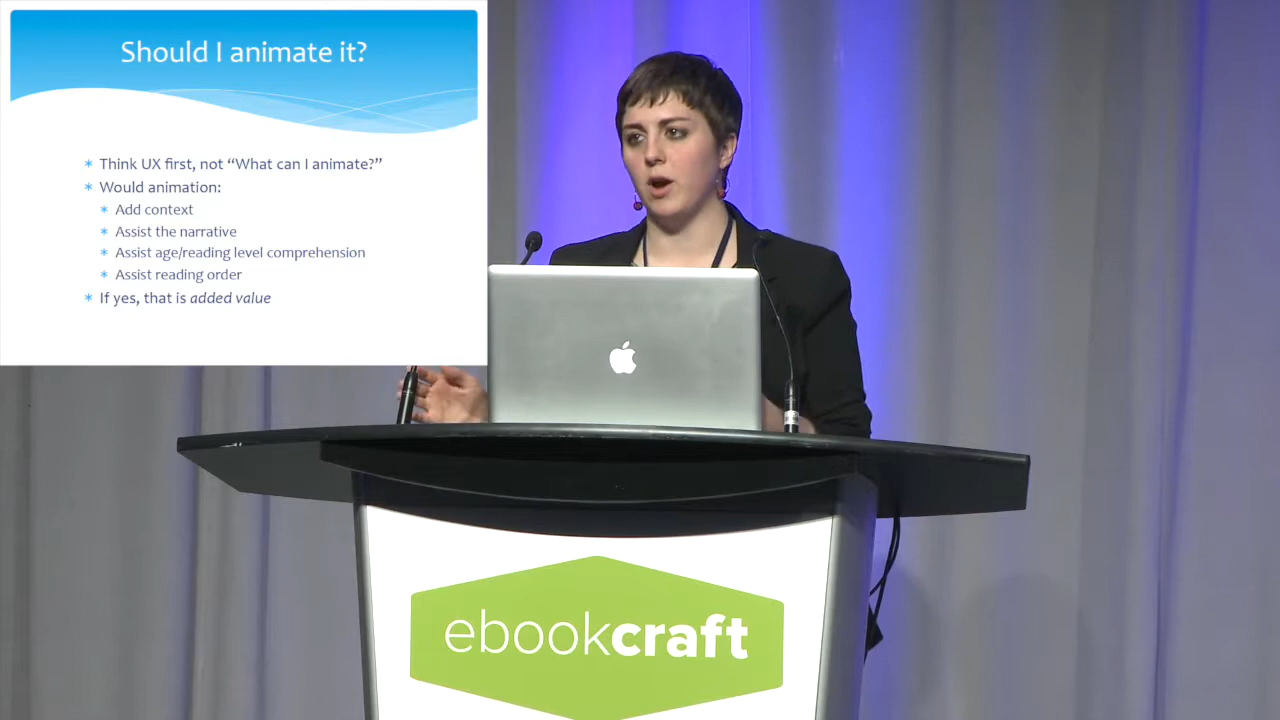 Should I animate it?
Think UX first, not “What can I animate?”
Would animation:
Add context
Assist the narrative
Assist age/reading level comprehension
Assist reading order
If yes, that is added value
ebookcraft